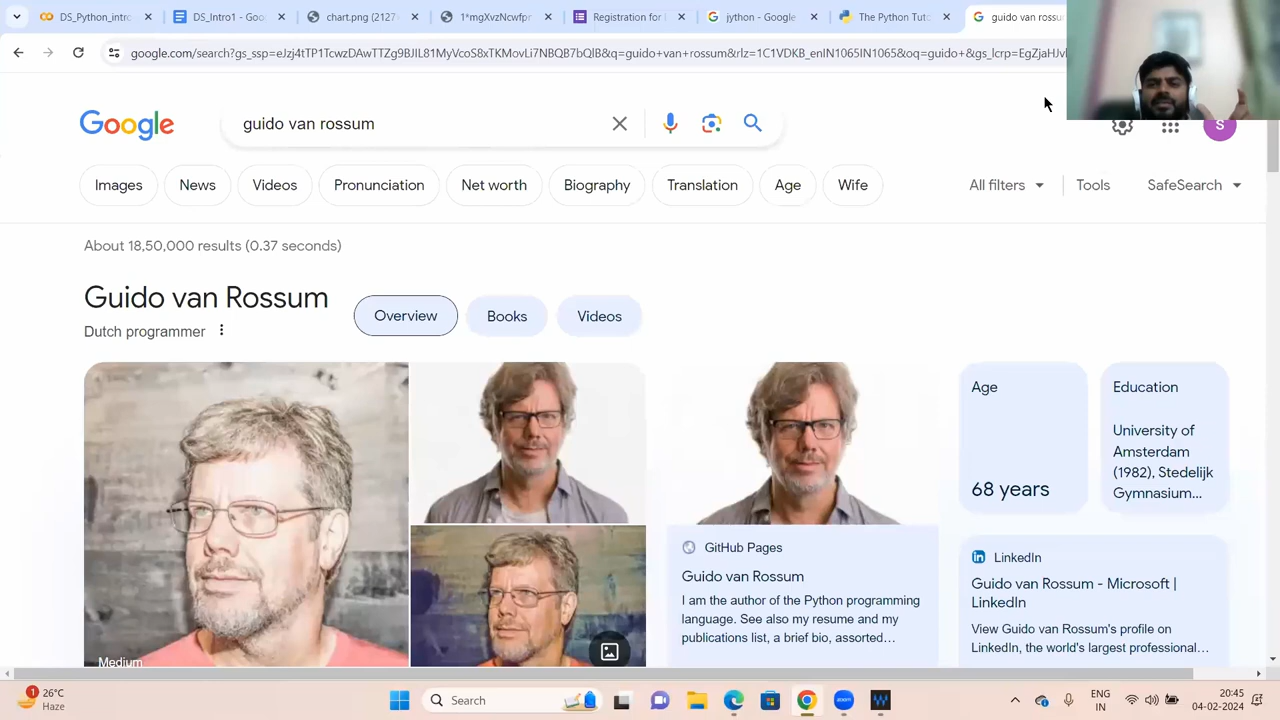 DS_Python_intro
DS_Intro1 - Goo
chart.png (2127
1*mgXvzNcwfpr
Registration for
jython - Google
The Python Tut
guido van rossu
google.com/search?gs_ssp=
&q=guido+van+rossum&rlz=1C1VDKB_enIN1065IN1065&oq=guido+&gs_lcrp=
Google
guido van rossum
S
Images
News
Videos
Pronunciation
Net worth
Biography
Translation
Age
Wife
All filters
Tools
SafeSearch
About 18,50,000 results (0.37 seconds)
Guido van Rossum
Dutch programmer
Overview
Books
Videos
Medium
GitHub Pages
Guido van Rossum
I am the author of the Python programming
language. See also my resume and my
publications list, a brief bio, assorted...
Age
68 years
Education
University of
Amsterdam
(1982), Stedelijk
Gymnasium...
LinkedIn
Guido van Rossum - Microsoft |
LinkedIn
View Guido van Rossum's profile on
LinkedIn, the world's largest professional...
1
26°C
Haze
Search
zoom
ENG
IN
20:45
04-02-2024